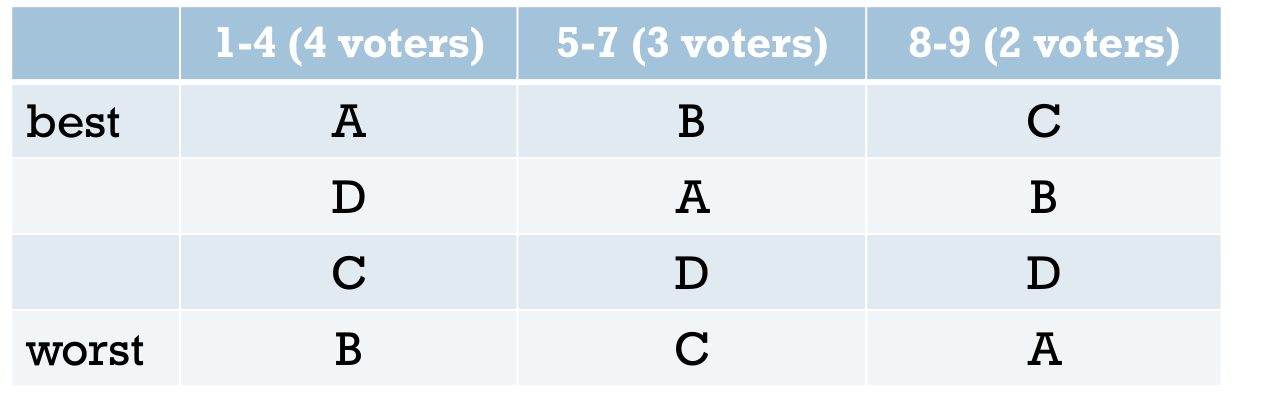 1-4 (4 voters) 5-7 (3 voters) 8-9 (2 voters)
best A B C
D A B
C D D
worst B C A